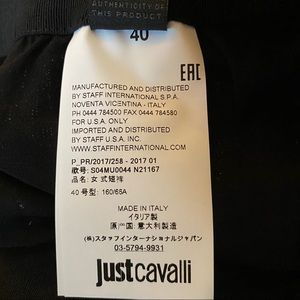 AUTHENTICITY OF
THIS PRODUCT
40
EAC
MANUFACTURED AND DISTRIBUTED
BY STAFF INTERNATIONAL S.P.A.
NOVENTA VICENTINA - ITALY
PH 0444 784500 FAX 0444 784580
FOR U.S.A. ONLY
IMPORTED AND DISTRIBUTED
BY STAFF INTERNATIONAL
WWW.STAFFINTERNATIONAL.COM
P_PR/2017/258 - 2017 01
款号: S04MU0044 N21167
品名: 女式短裤
40 号型: 160/68A
MADE IN ITALY
イタリア製
原产国: 意大利制造
(株)スタッフインターナショナルジャパン
03-5794-9931
justcavalli